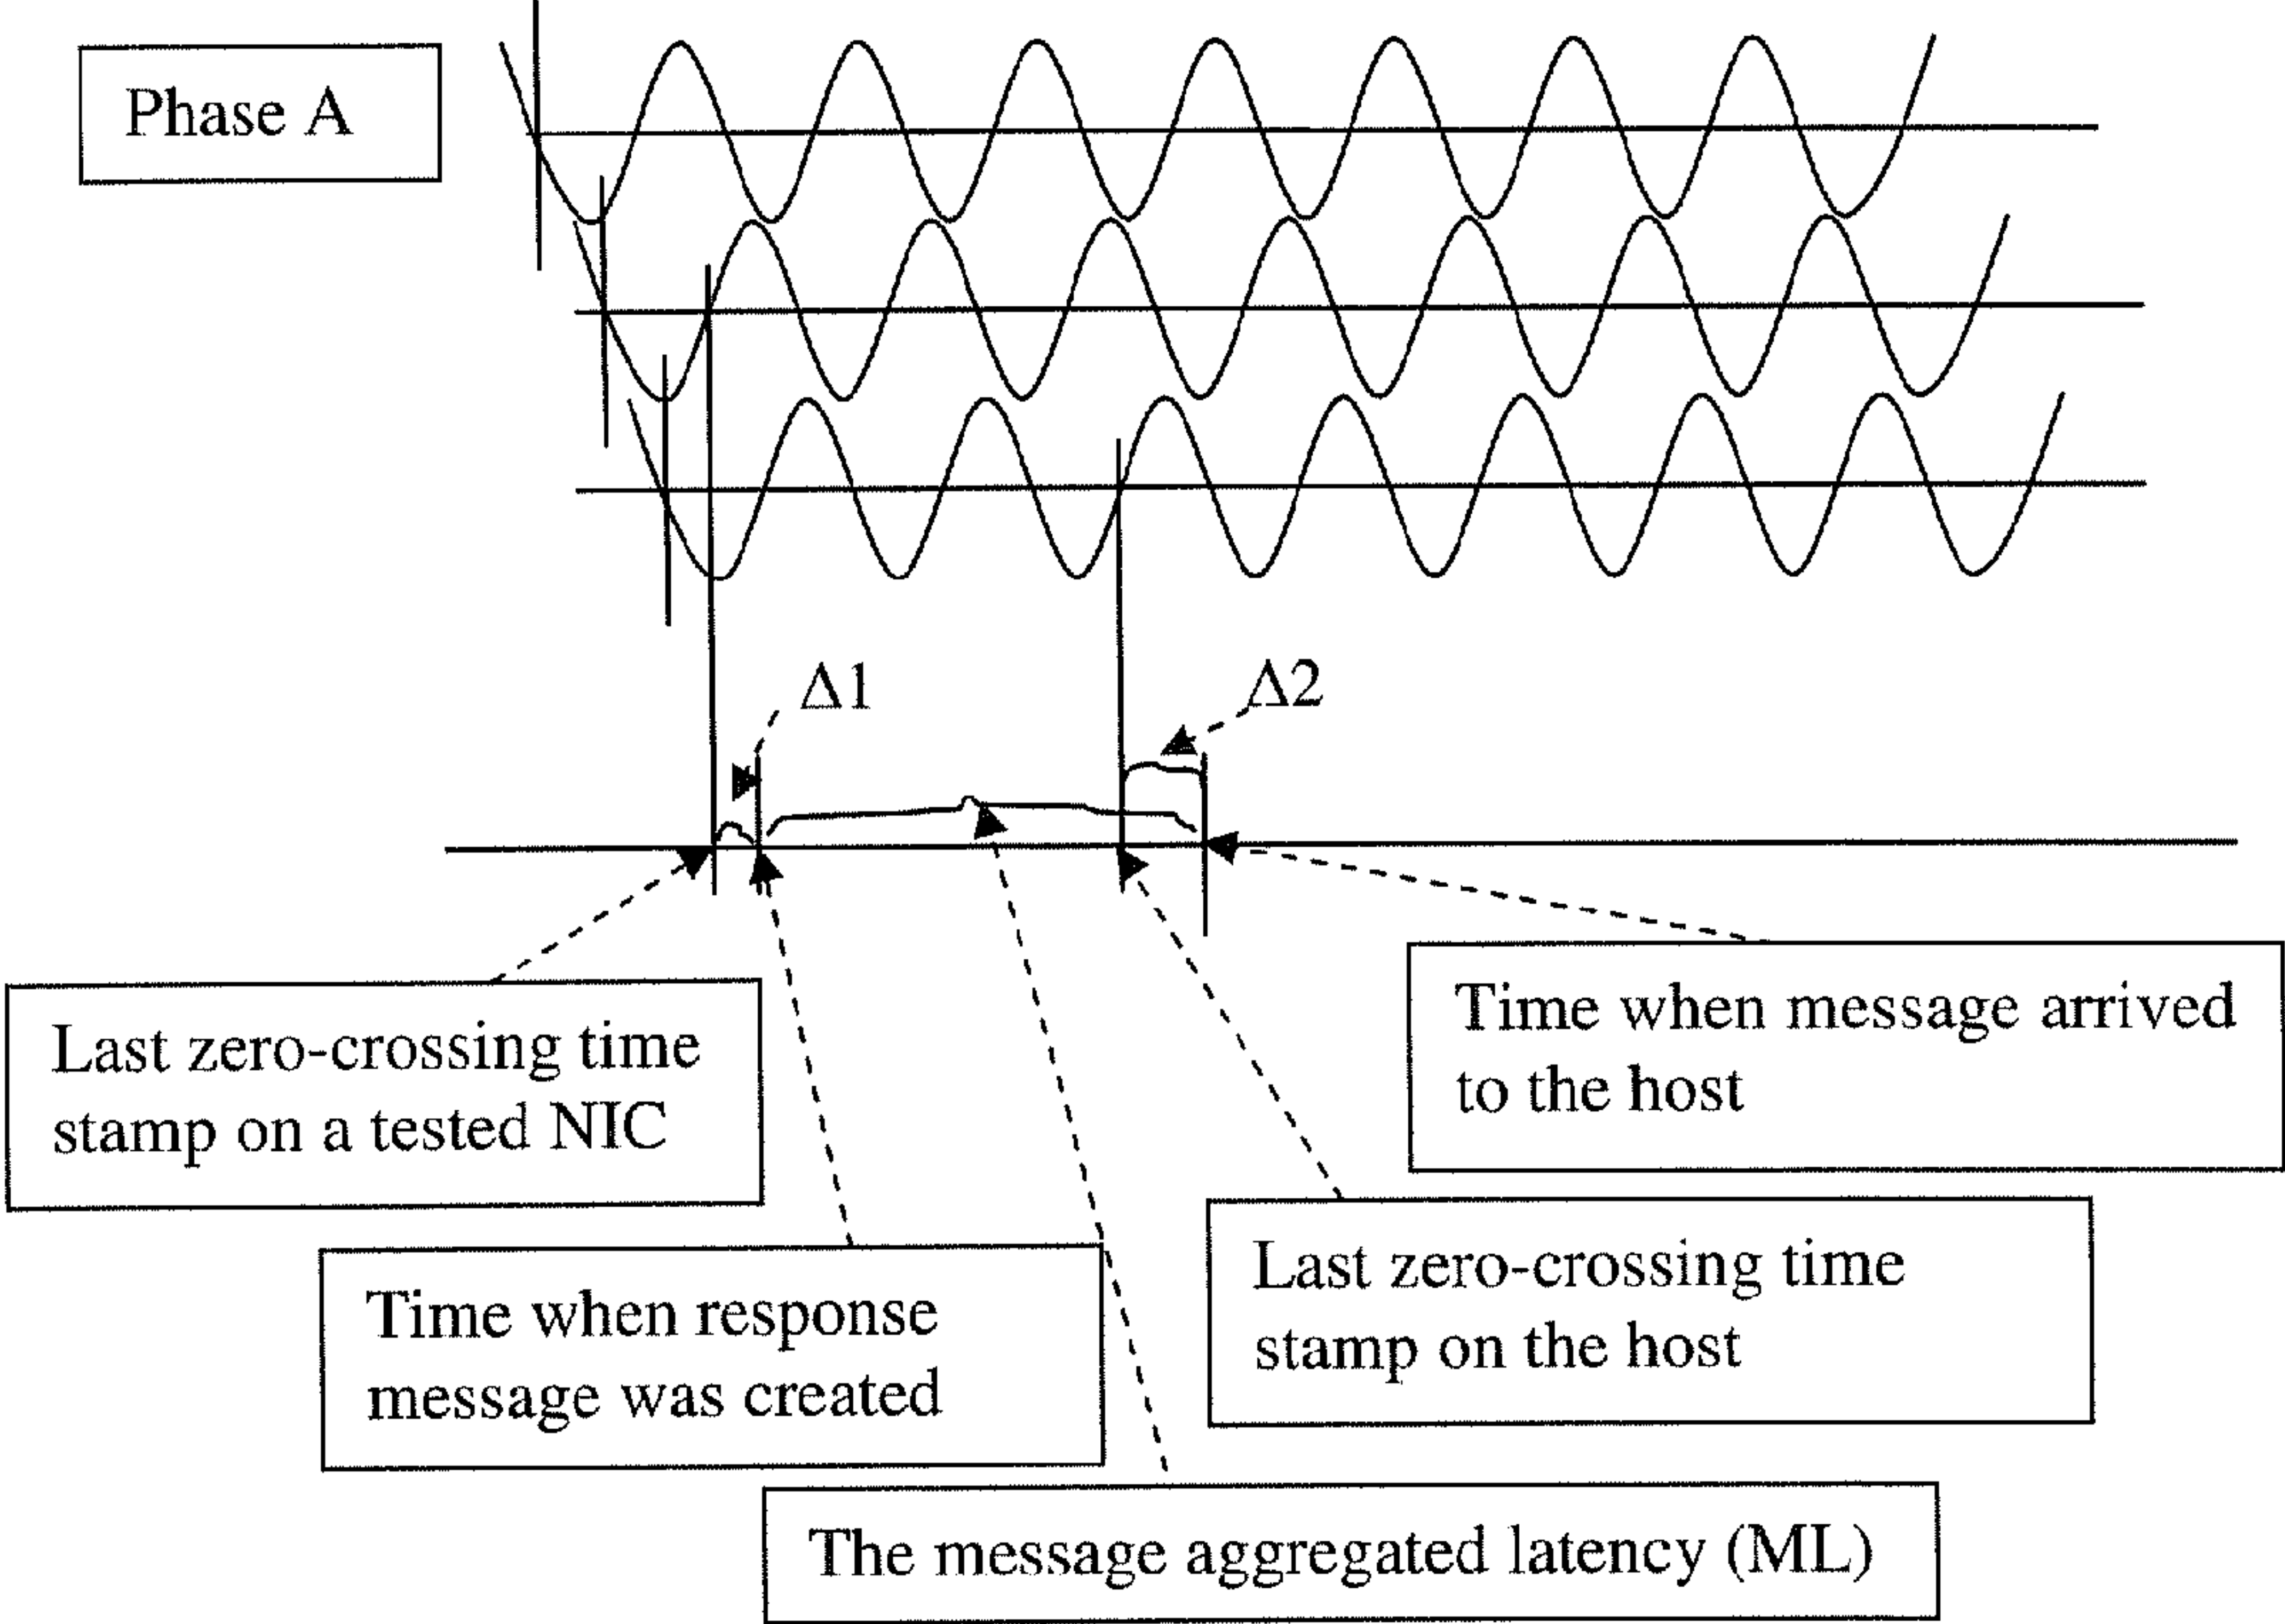 Phase A
Δ1
Δ2
Last zero-crossing time
stamp on a tested NIC
Time when message arrived
to the host
Time when response
message was created
Last zero-crossing time
stamp on the host
The message aggregated latency (ML)